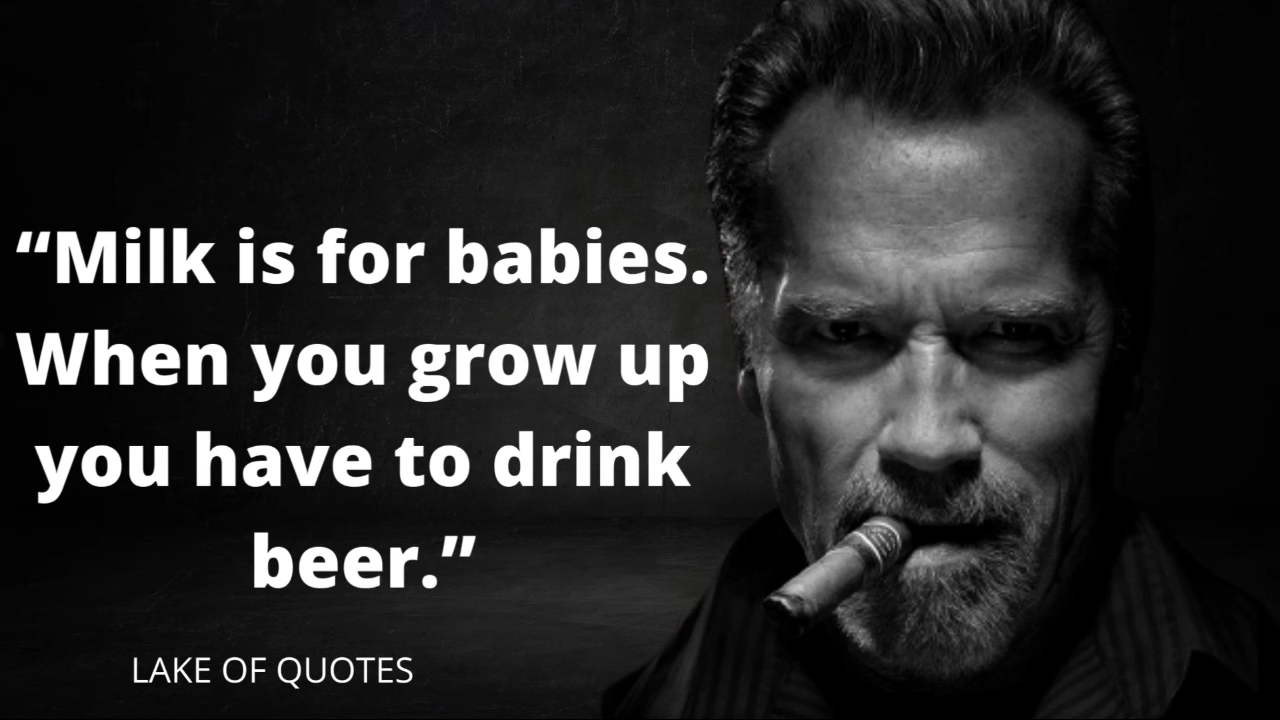 “Milk is for babies.
When you grow up
you have to drink
beer.”
LAKE OF QUOTES